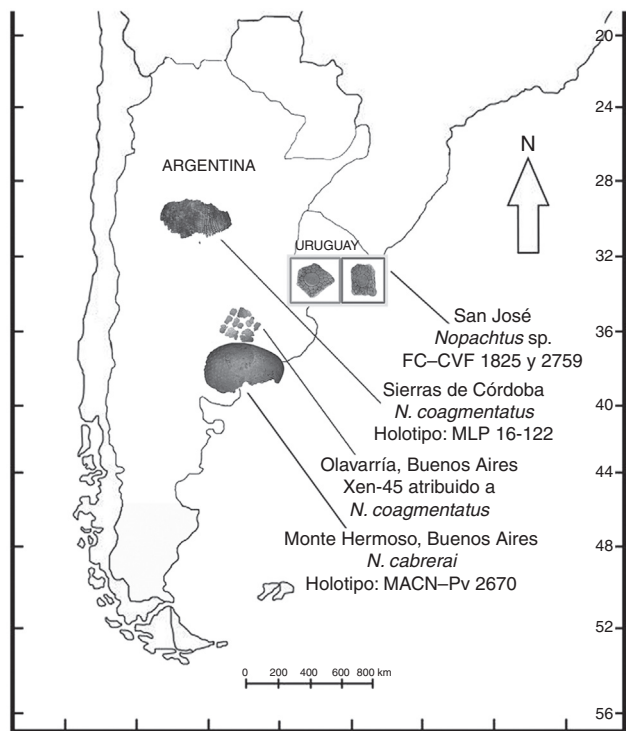 20
24
ARGENTINA
N
28
URUGUAY
32
San José
Nopachtus sp.
FC–CVF 1825 y 2759
36
Sierras de Córdoba
N. coagmentatus
Holotipo: MLP 16-122
40
Olavarría, Buenos Aires
Xen-45 atribuido a
N. coagmentatus
44
Monte Hermoso, Buenos Aires
N. cabrerai
Holotipo: MACN–Pv 2670
48
52
0 200 400 600 800 km
56